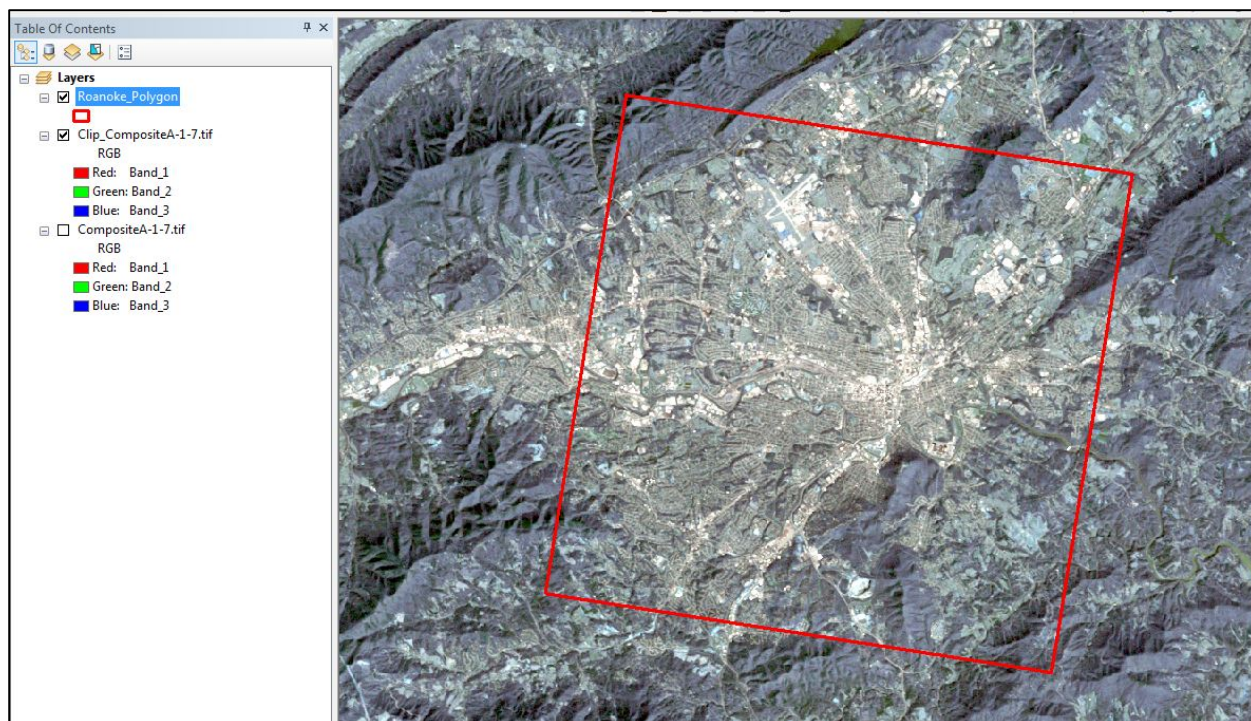 Table Of Contents
Layers
Roanoke_Polygon
Clip_CompositeA-1-7.tif
RGB
Red: Band_1
Green: Band_2
Blue: Band_3
CompositeA-1-7.tif
RGB
Red: Band_1
Green: Band_2
Blue: Band_3